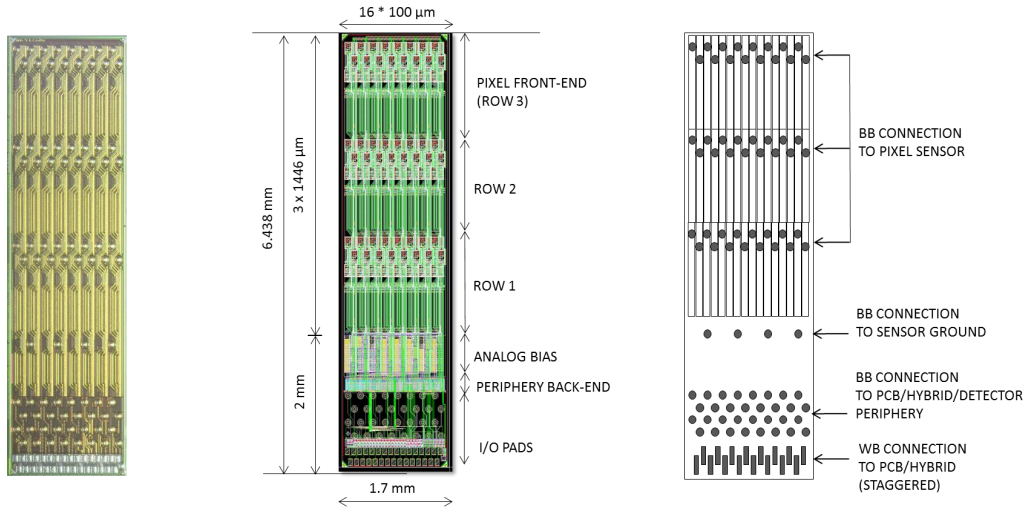 16 * 100 µm
PIXEL FRONT-END
(ROW 3)
3 x 1446 µm
6.438 mm
ROW 2
ROW 1
ANALOG BIAS
2 mm
PERIPHERY BACK-END
I/O PADS
1.7 mm
BB CONNECTION
TO PIXEL SENSOR
BB CONNECTION
TO SENSOR GROUND
BB CONNECTION
TO PCB/HYBRID/DETECTOR
PERIPHERY
WB CONNECTION
TO PCB/HYBRID
(STAGGERED)